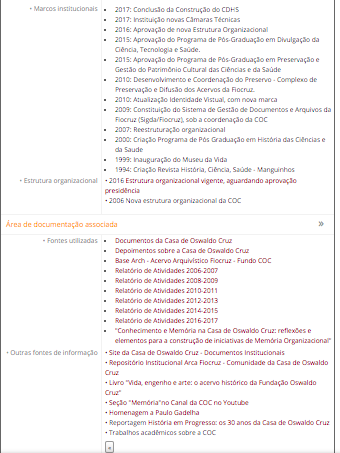 • Marcos institucionais
• 2017: Conclusão da Construção do CDHS
• 2017: Instituição novas Câmaras Técnicas
• 2016: Aprovação de nova Estrutura Organizacional
• 2015: Aprovação do Programa de Pós-Graduação em Divulgação da
Ciência, Tecnologia e Saúde.
• 2015: Aprovação do Programa de Pós-Graduação em Preservação e
Gestão do Patrimônio Cultural das Ciências e da Saúde
• 2010: Desenvolvimento e Coordenação do Preservo - Complexo de
Preservação e Difusão dos Acervos da Fiocruz.
• 2010: Atualização Identidade Visual, com nova marca
• 2009: Constituição do Sistema de Gestão de Documentos e Arquivos da
Fiocruz (Sigda/Fiocruz), sob a coordenação da COC
• 2007: Reestruturação organizacional
• 2000: Criação Programa de Pós Graduação em Histórias das Ciências e
da Saúde
• 1999: Inauguração do Museu da Vida
• 1994: Criação Revista História, Ciência, Saúde - Manguinhos
• Estrutura organizacional
• 2016 Estrutura organizacional vigente, aguardando aprovação
presidência
• 2006 Nova estrutura organizacional da COC
Área de documentação associada »
• Fontes utilizadas
• Documentos da Casa de Oswaldo Cruz
• Depoimentos sobre a Casa de Oswaldo Cruz
• Base Arch - Acervo Arquivístico Fiocruz - Fundo COC
• Relatório de Atividades 2006-2007
• Relatório de Atividades 2008-2009
• Relatório de Atividades 2010-2011
• Relatório de Atividades 2012-2013
• Relatório de Atividades 2014-2015
• Relatório de Atividades 2016-2017
• "Conhecimento e Memória na Casa de Oswaldo Cruz: reflexões e
elementos para a construção de iniciativas de Memória Organizacional"
• Outras fontes de informação
• Site da Casa de Oswaldo Cruz - Documentos Institucionais
• Repositório Institucional Arca Fiocruz - Comunidade da Casa de Oswaldo
Cruz
• Livro "Vida, engenho e arte: o acervo histórico da Fundação Oswaldo
Cruz"
• Seção "Memória"no Canal da COC no Youtube
• Homenagem a Paulo Gadelha
• Reportagem História em Progresso: os 30 anos da Casa de Oswaldo Cruz
• Trabalhos acadêmicos sobre a COC
«